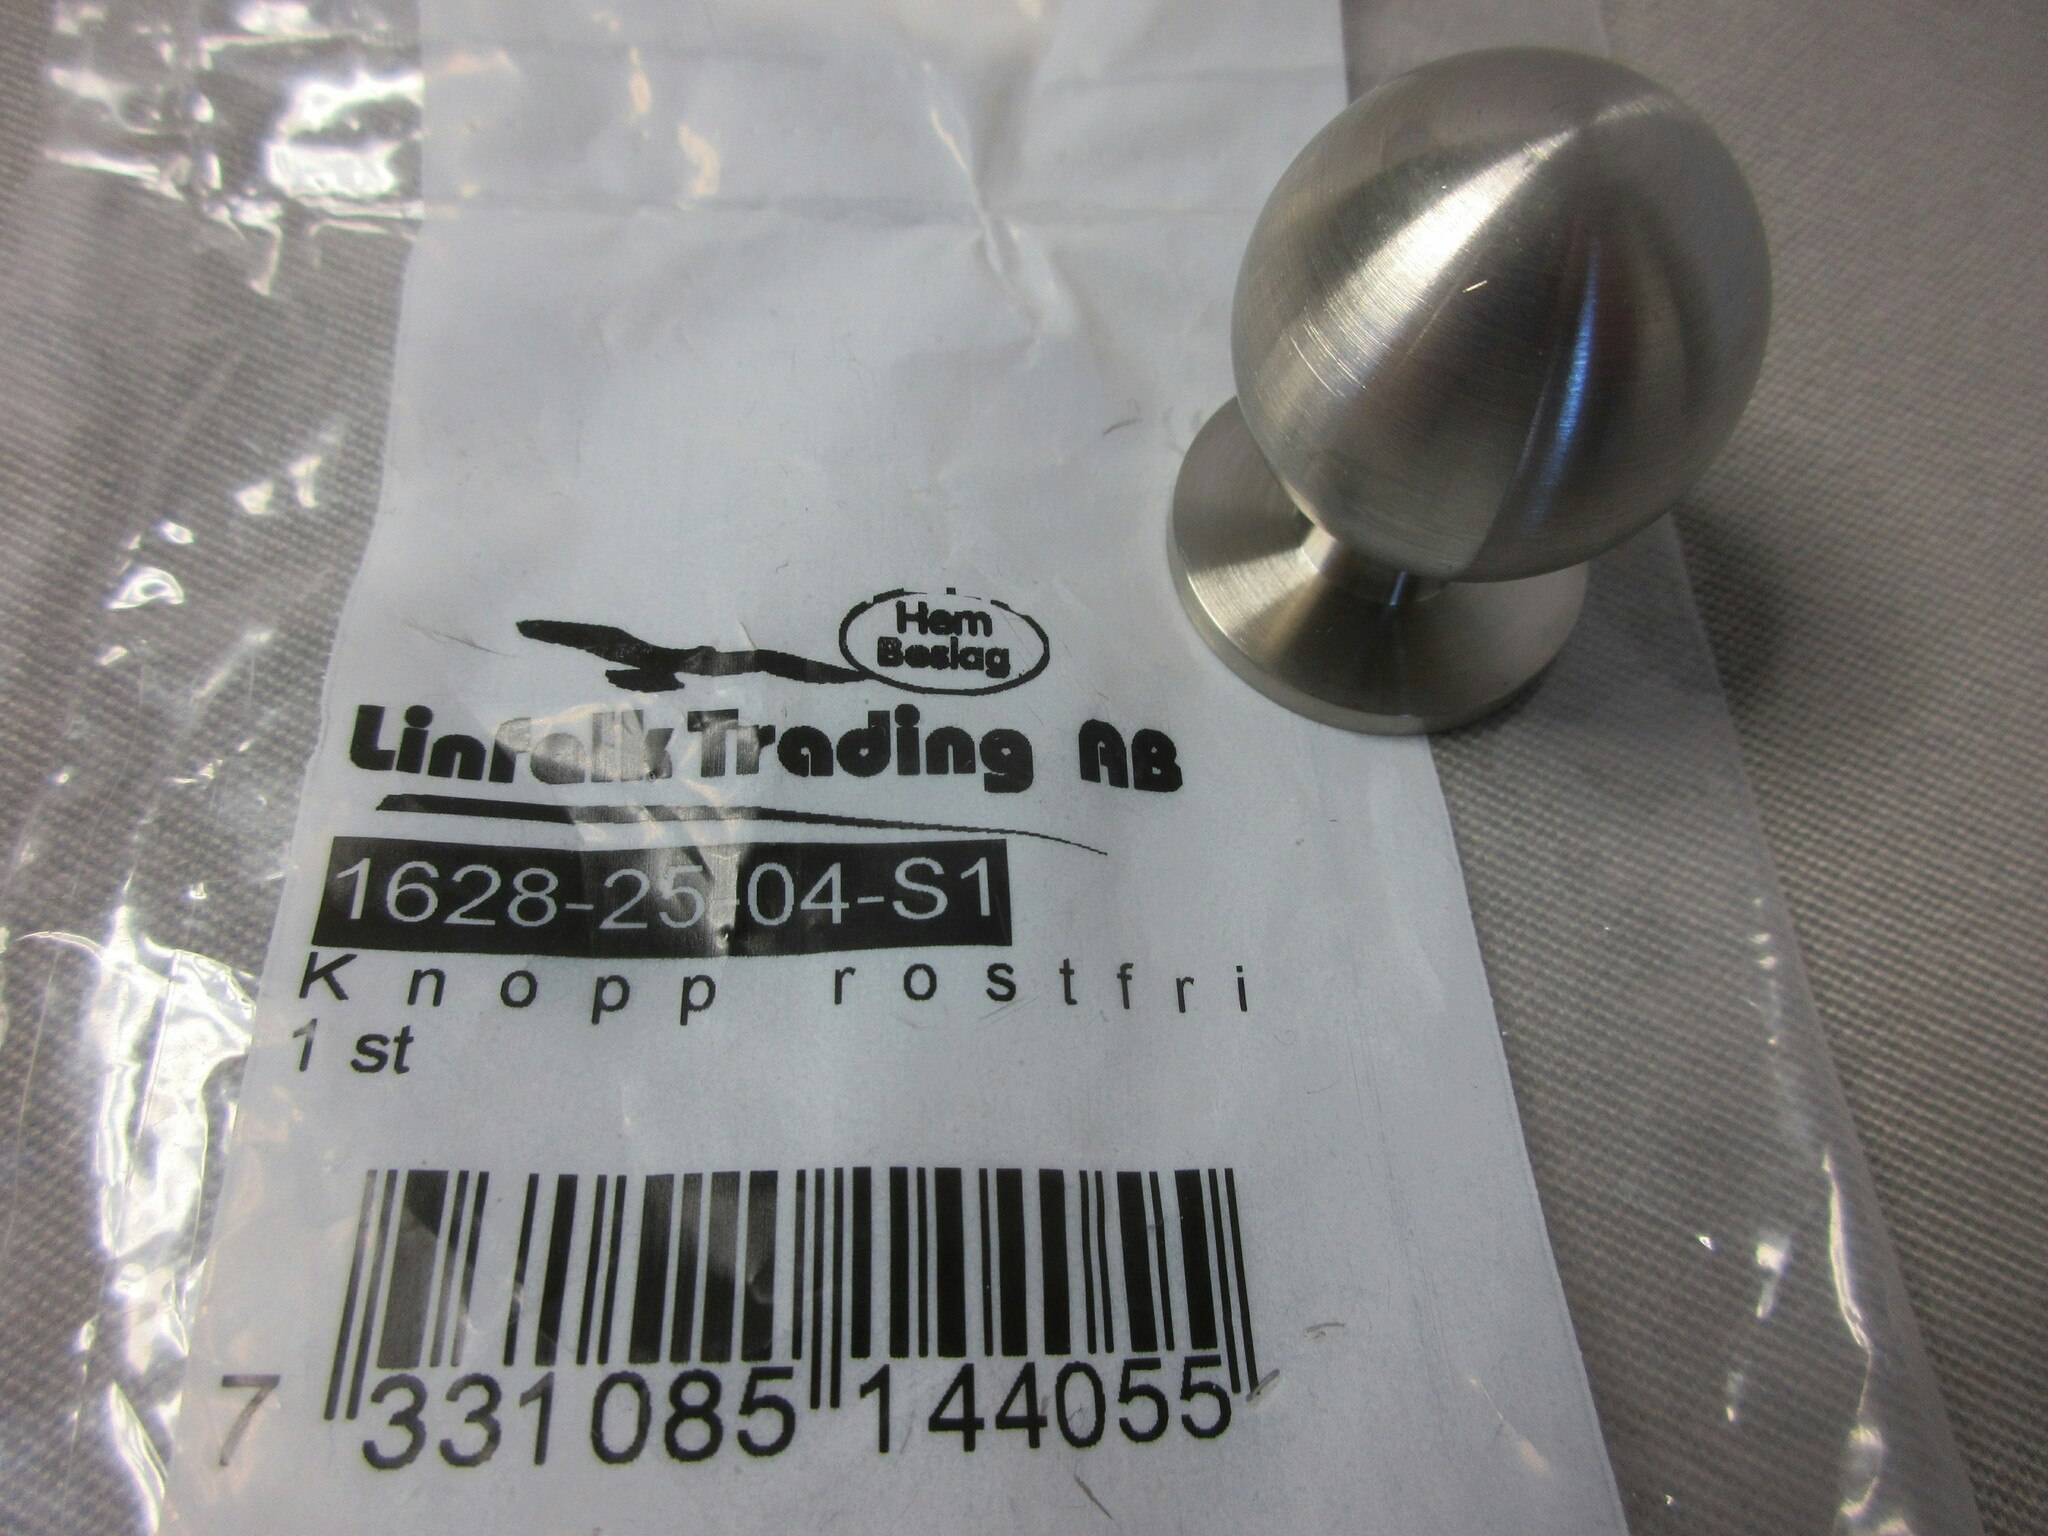 Hem
Beslag
LinFalk Trading AB
1628-25-04-S1
Knopp rostfri
1 st
7 331085 144055